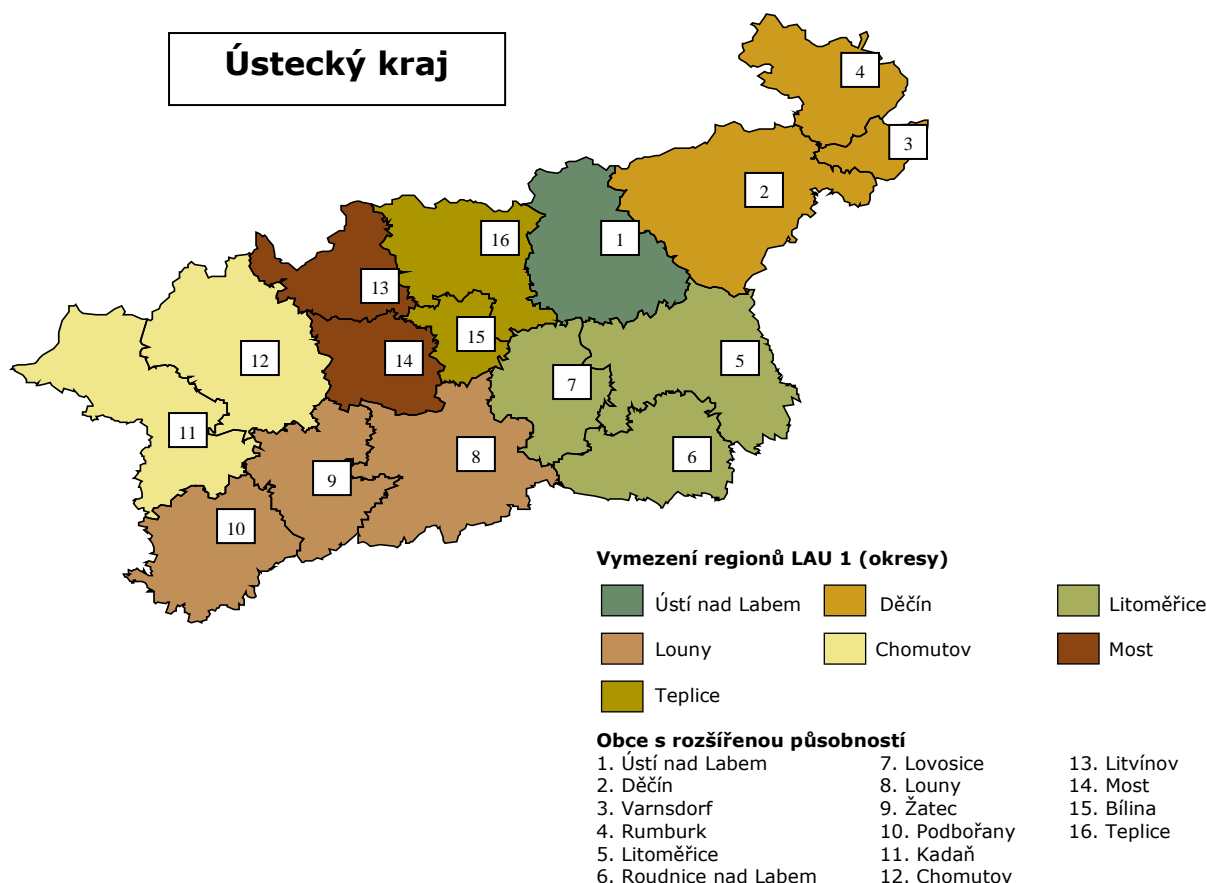 Ústecký kraj
4
3
2
1
16
13
15
14
12
5
7
11
6
8
9
10
Vymezení regionů LAU 1 (okresy)
Ústí nad Labem
Děčín
Litoměřice
Louny
Chomutov
Most
Teplice
Obce s rozšířenou působností
1. Ústí nad Labem
2. Děčín
3. Varnsdorf
4. Rumburk
5. Litoměřice
6. Roudnice nad Labem
7. Lovosice
8. Louny
9. Žatec
10. Podbořany
11. Kadaň
12. Chomutov
13. Litvínov
14. Most
15. Bílina
16. Teplice